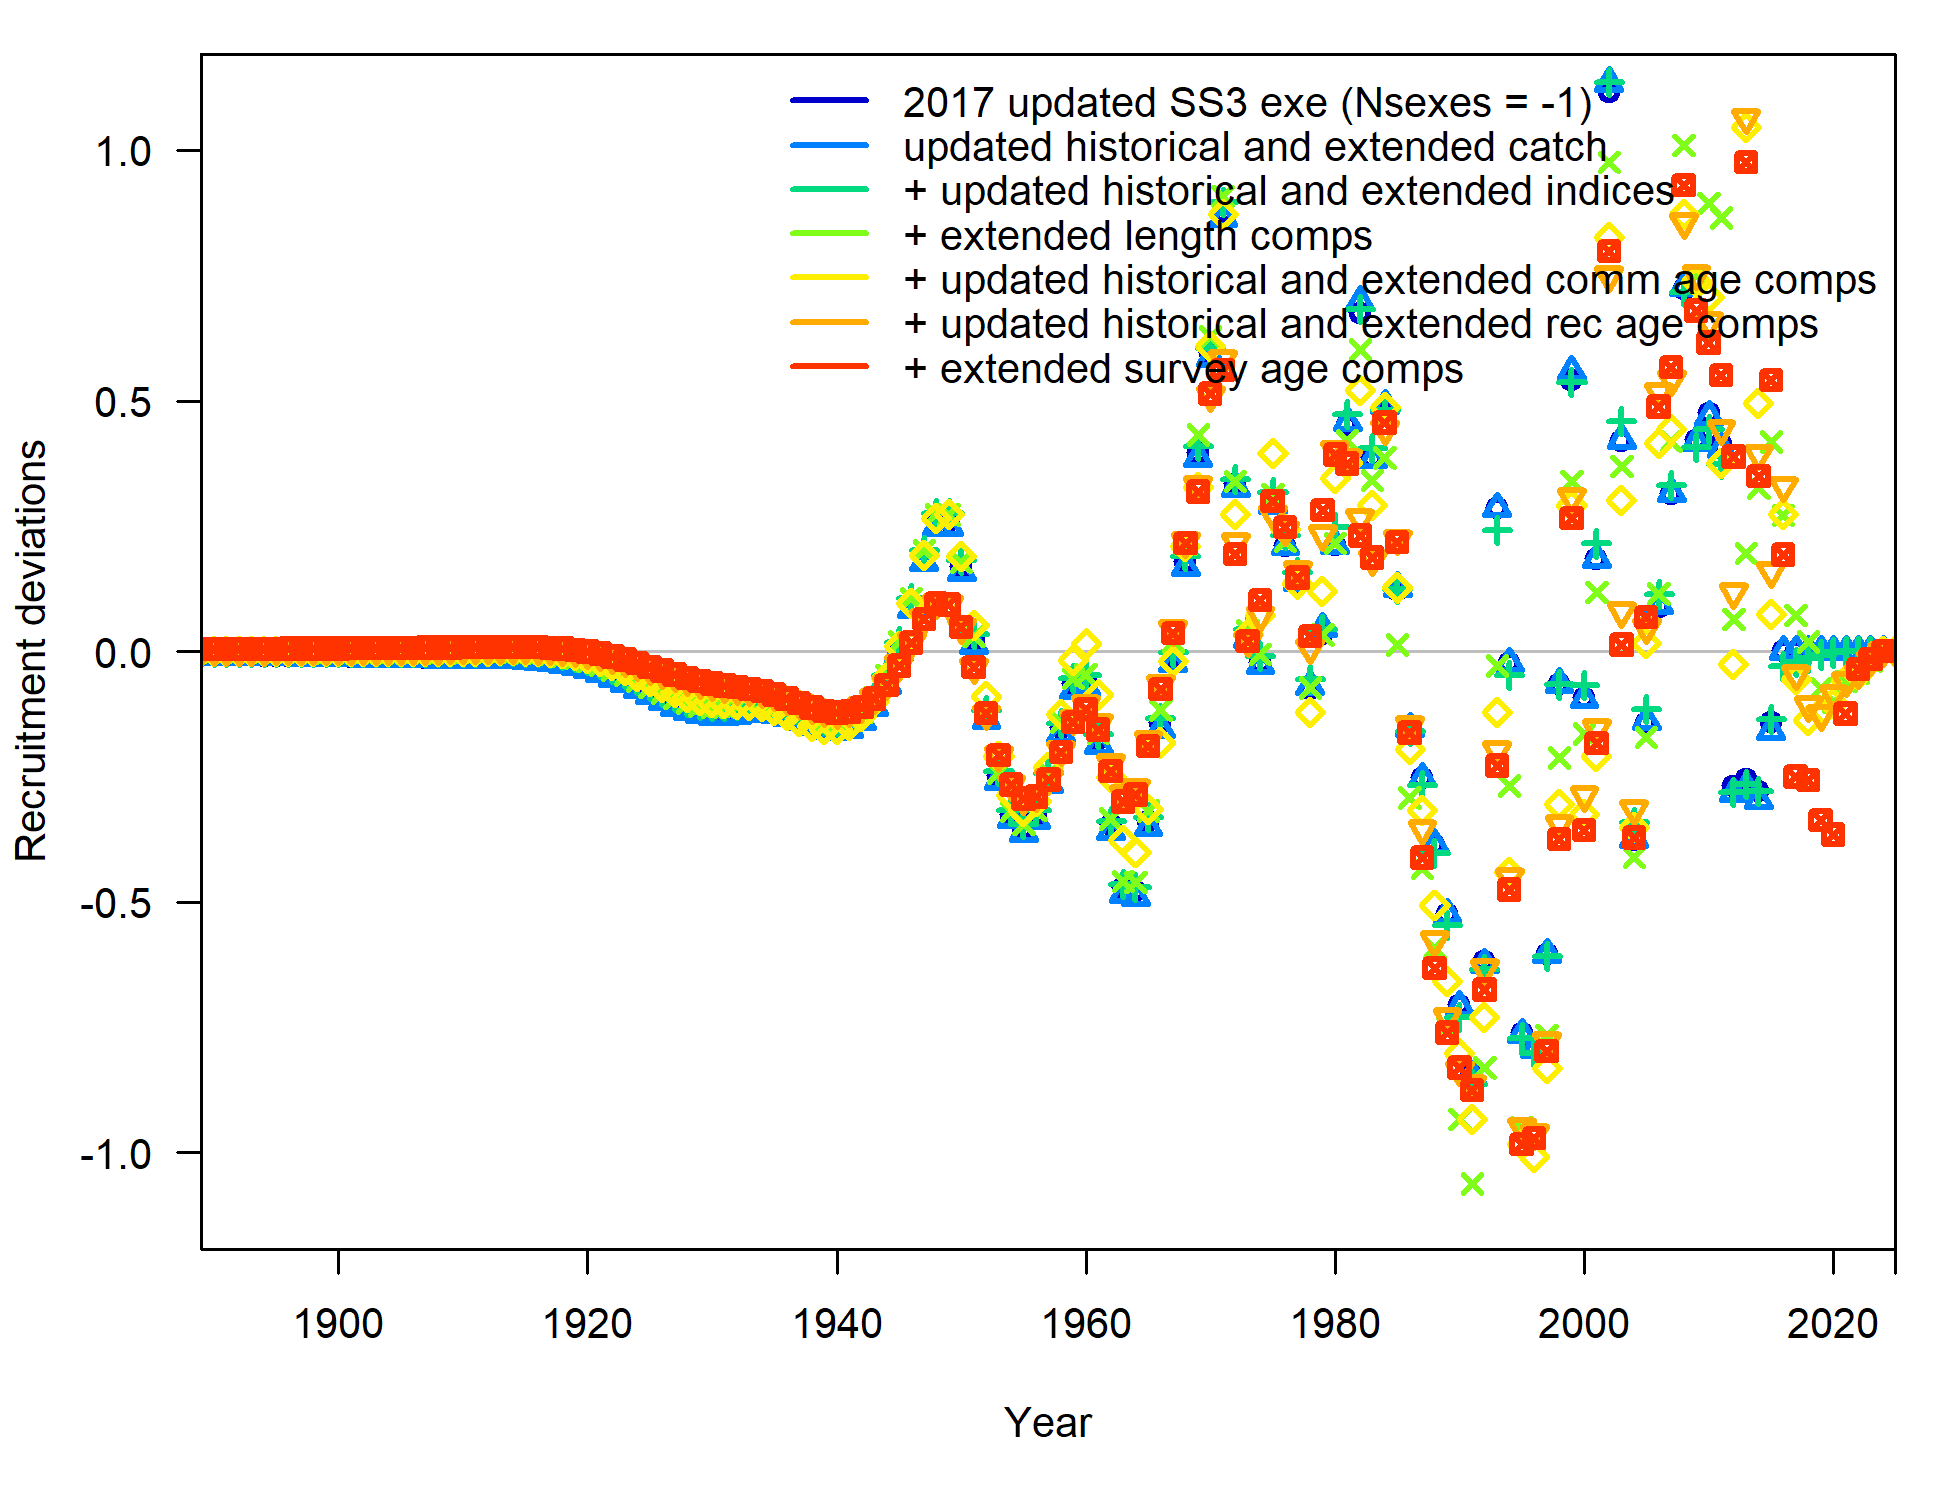 2017 updated SS3 exe (Nsexes = -1)
updated historical and extended catch
+ updated historical and extended indices
+ extended length comps
+ updated historical and extended comm age comps
+ updated historical and extended rec age comps
+ extended survey age comps
1.0
0.5
0.0
-0.5
-1.0
Recruitment deviations
1900 1920 1940 1960 1980 2000 2020
Year